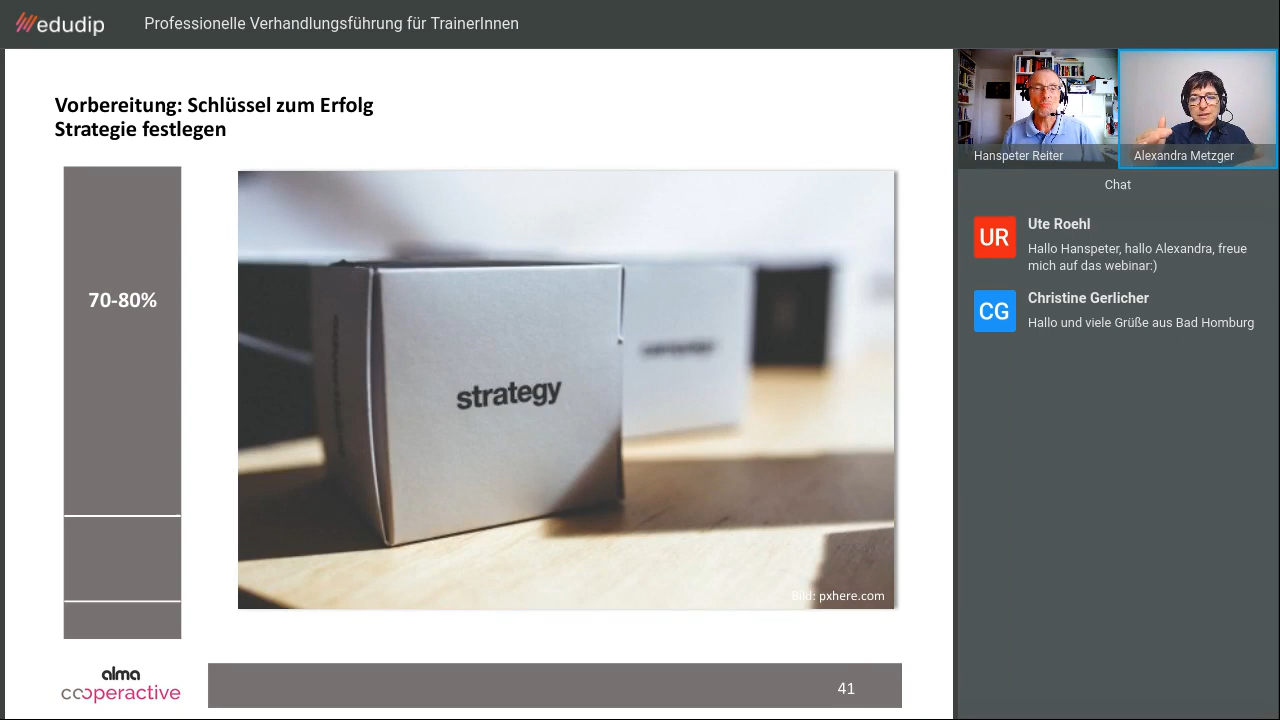 edudip
Professionelle Verhandlungsführung für TrainerInnen
Vorbereitung: Schlüssel zum Erfolg
Strategie festlegen
70-80%
strategy
Bild: pxhere.com
alma
cooperactive
41
Hanspeter Reiter
Alexandra Metzger
Chat
UR
Ute Roehl
Hallo Hanspeter, hallo Alexandra, freue
mich auf das webinar:)
CG
Christine Gerlicher
Hallo und viele Grüße aus Bad Homburg